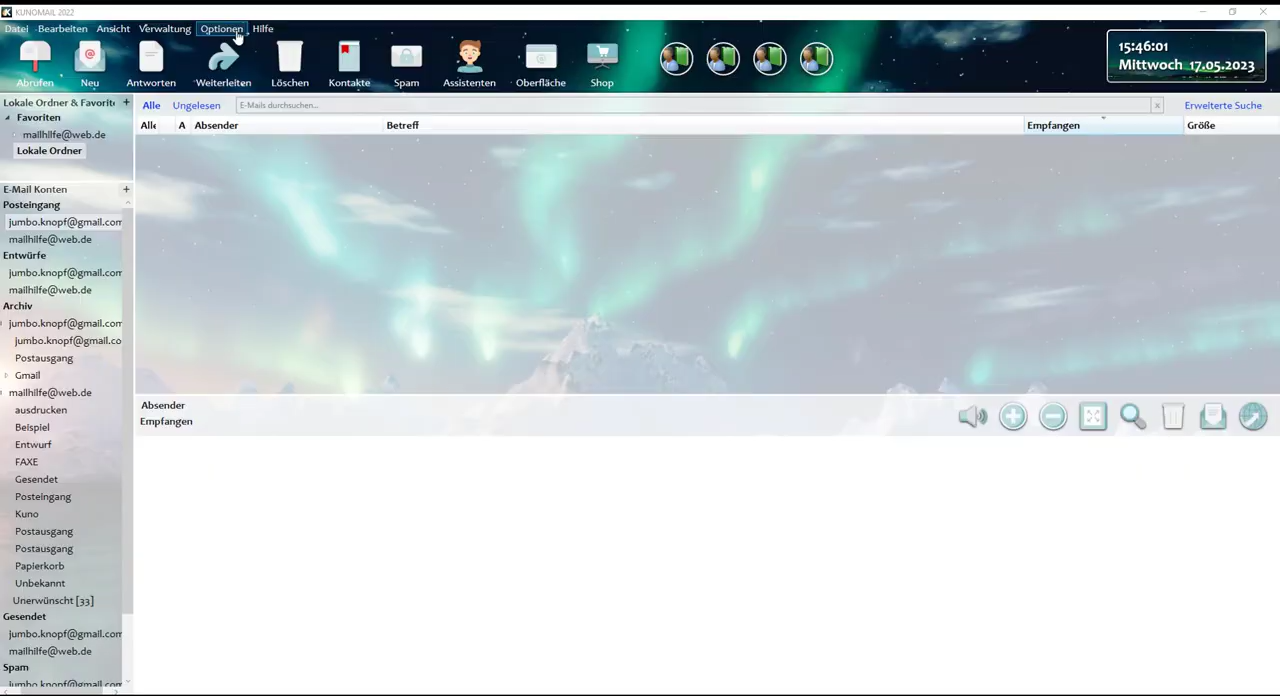 KUNOMAIL 2022
Datei Bearbeiten Ansicht Verwaltung Optionen Hilfe
Abrufen Neu Antworten Weiterleiten Löschen Kontakte Spam Assistenten Oberfläche Shop
15:46:01
Mittwoch 17.05.2023
Lokale Ordner & Favorite +
Alle Ungelesen E-Mails durchsuchen... x Erweiterte Suche
Favoriten
Alle A Absender Betreff Empfangen Größe
mailhilfe@web.de
Lokale Ordner
E-Mail Konten +
Posteingang
jumbo.knopf@gmail.com
mailhilfe@web.de
Entwürfe
jumbo.knopf@gmail.com
mailhilfe@web.de
Archiv
jumbo.knopf@gmail.com
jumbo.knopf@gmail.co
Postausgang
Gmail
mailhilfe@web.de
ausdrucken
Beispiel
Entwurf
FAXE
Gesendet
Posteingang
Kuno
Postausgang
Postausgang
Papierkorb
Unbekannt
Unerwünscht [33]
Gesendet
jumbo.knopf@gmail.com
mailhilfe@web.de
Spam
jumbo.knopf@gmail.com
Absender
Empfangen